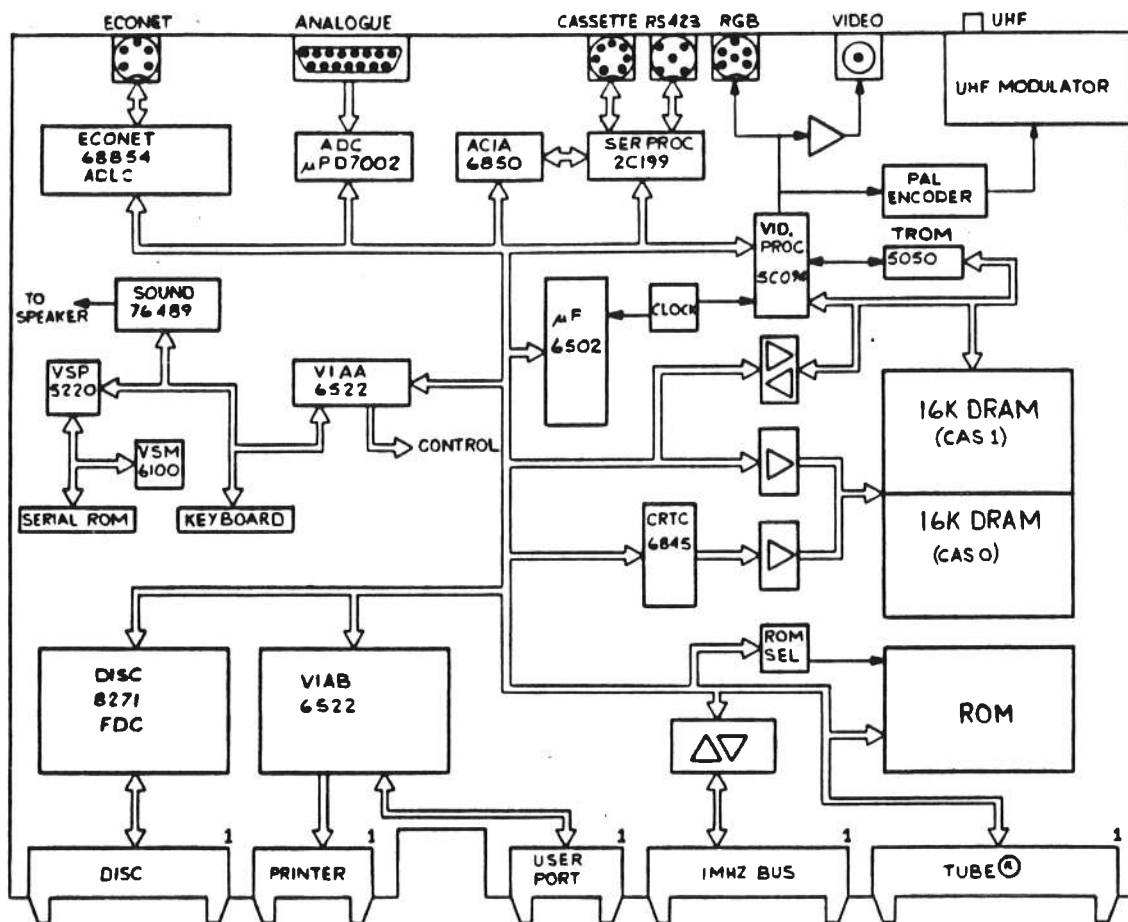 ECONET
ANALOGUE
CASSETTE
RS423
RGB
VIDEO
UHF
UHF MODULATOR
ECONET
68854
ADLC
ADC
μPD7002
ACIA
6850
SER PROC
2C199
PAL
ENCODER
VID.
PROC
5C094
TROM
5050
TO
SPEAKER
SOUND
76489
μF
6502
CLOCK
VSP
5220
VIAA
6522
CONTROL
VSM
6100
SERIAL ROM
KEYBOARD
16K DRAM
(CAS 1)
CRTC
6845
16K DRAM
(CAS 0)
DISC
8271
FDC
VIAB
6522
ROM
SEL
ROM
1
1
1
1
1
DISC
PRINTER
USER
PORT
1MHZ BUS
TUBE®